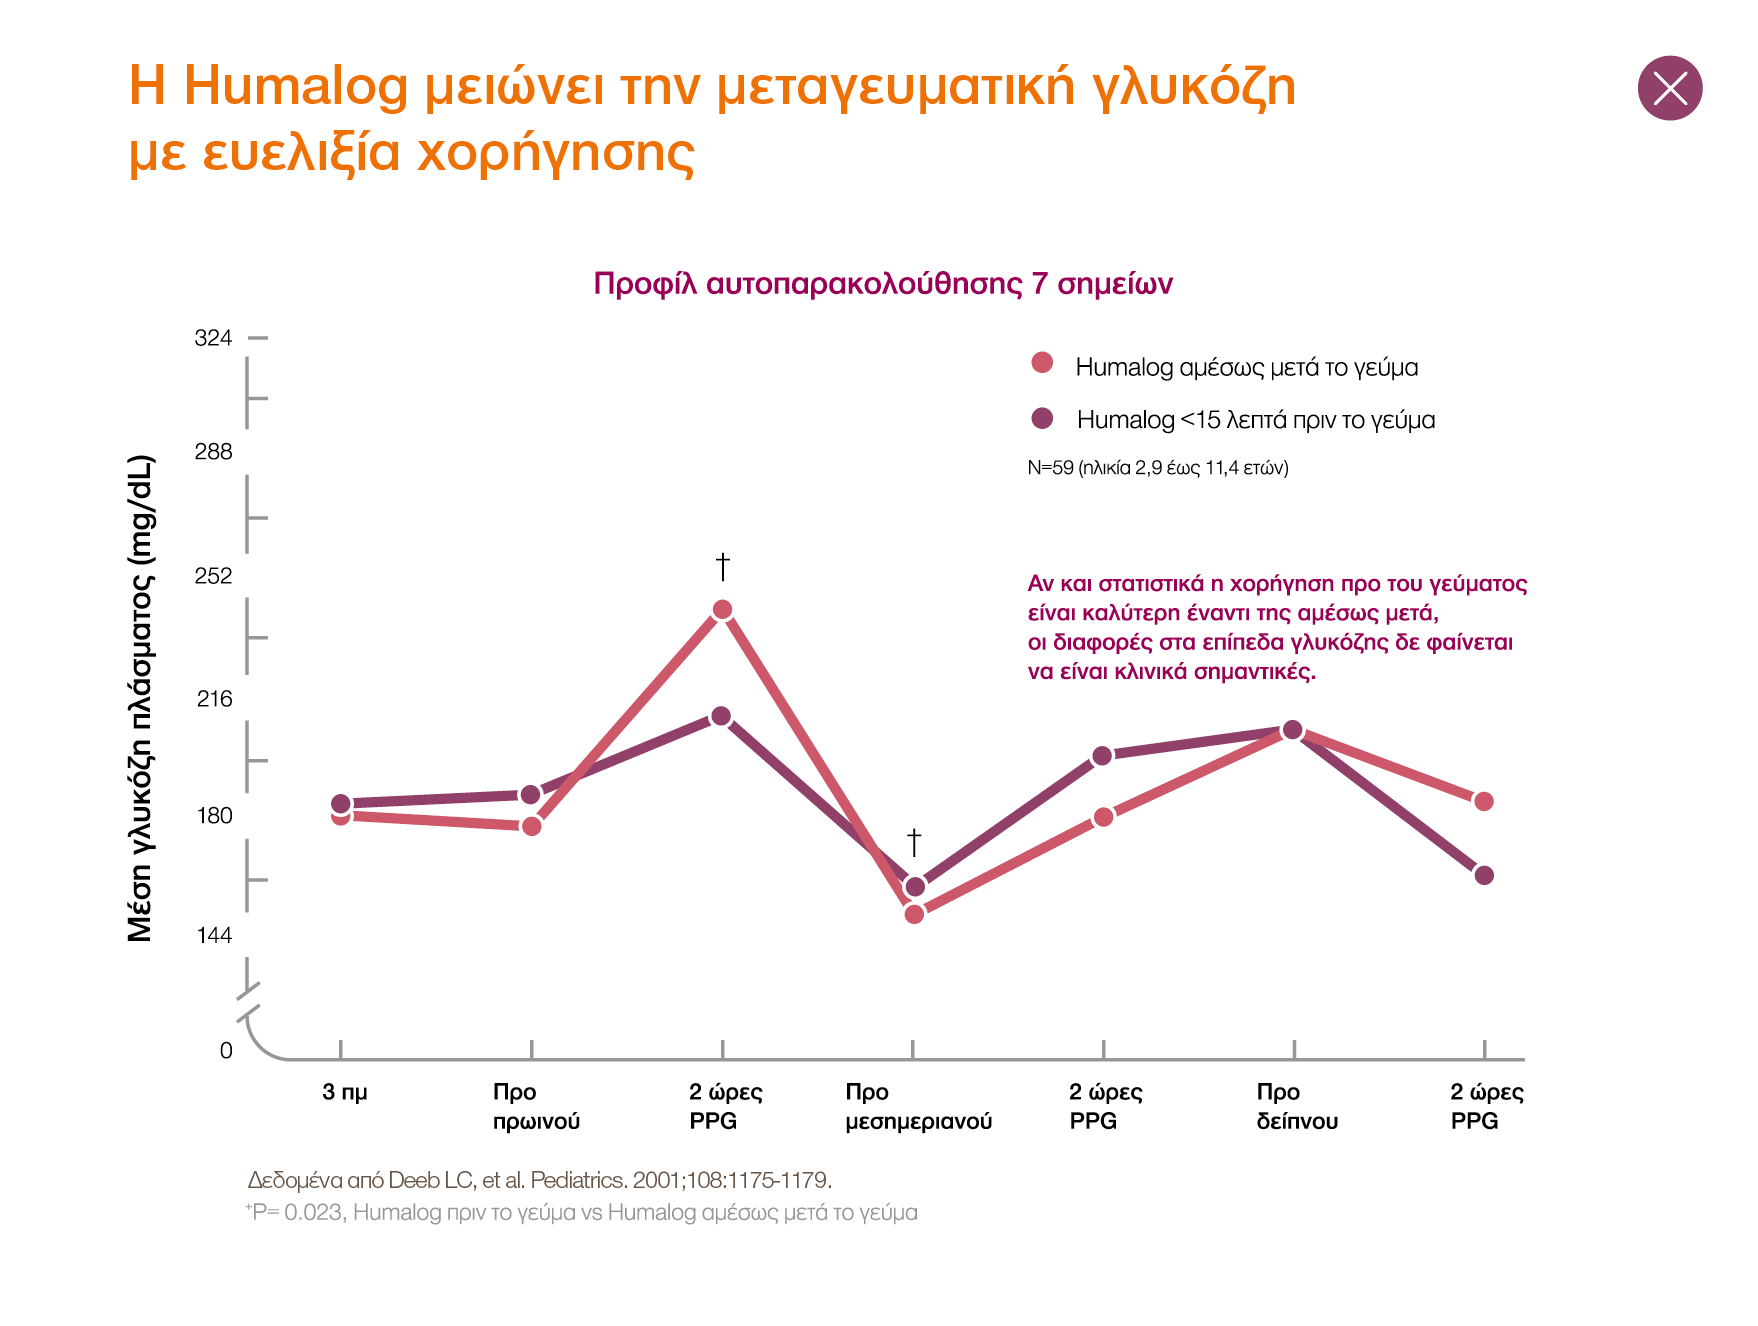 Η Humalog μειώνει την μεταγευματική γλυκόζη
με ευελιξία χορήγησης
Προφίλ αυτοπαρακολούθησης 7 σημείων
Μέση γλυκόζη πλάσματος (mg/dL)
324
288
252
216
180
144
0
Humalog αμέσως μετά το γεύμα
Humalog <15 λεπτά πριν το γεύμα
N=59 (ηλικία 2,9 έως 11,4 ετών)
†
Αν και στατιστικά η χορήγηση προ του γεύματος
είναι καλύτερη έναντι της αμέσως μετά,
οι διαφορές στα επίπεδα γλυκόζης δε φαίνεται
να είναι κλινικά σημαντικές.
†
3 πμ
Προ
πρωινού
2 ώρες
PPG
Προ
μεσημεριανού
2 ώρες
PPG
Προ
δείπνου
2 ώρες
PPG
Δεδομένα από Deeb LC, et al. Pediatrics. 2001;108:1175-1179.
⁺P= 0.023, Humalog πριν το γεύμα vs Humalog αμέσως μετά το γεύμα